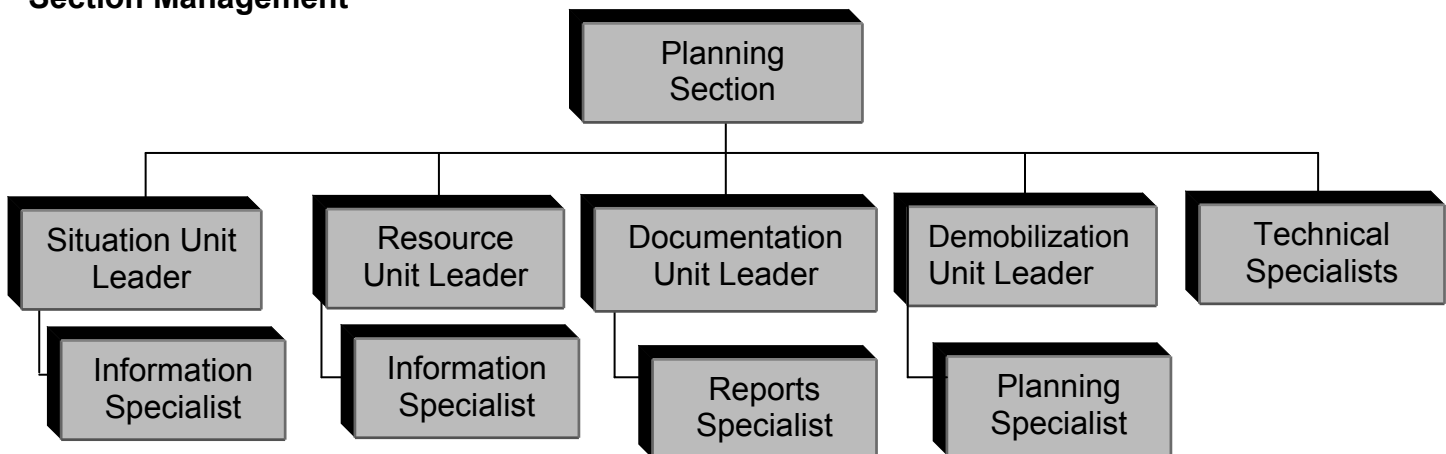 Section Management
Planning
Section
Situation Unit
Leader
Resource
Unit Leader
Documentation
Unit Leader
Demobilization
Unit Leader
Technical
Specialists
Information
Specialist
Information
Specialist
Reports
Specialist
Planning
Specialist